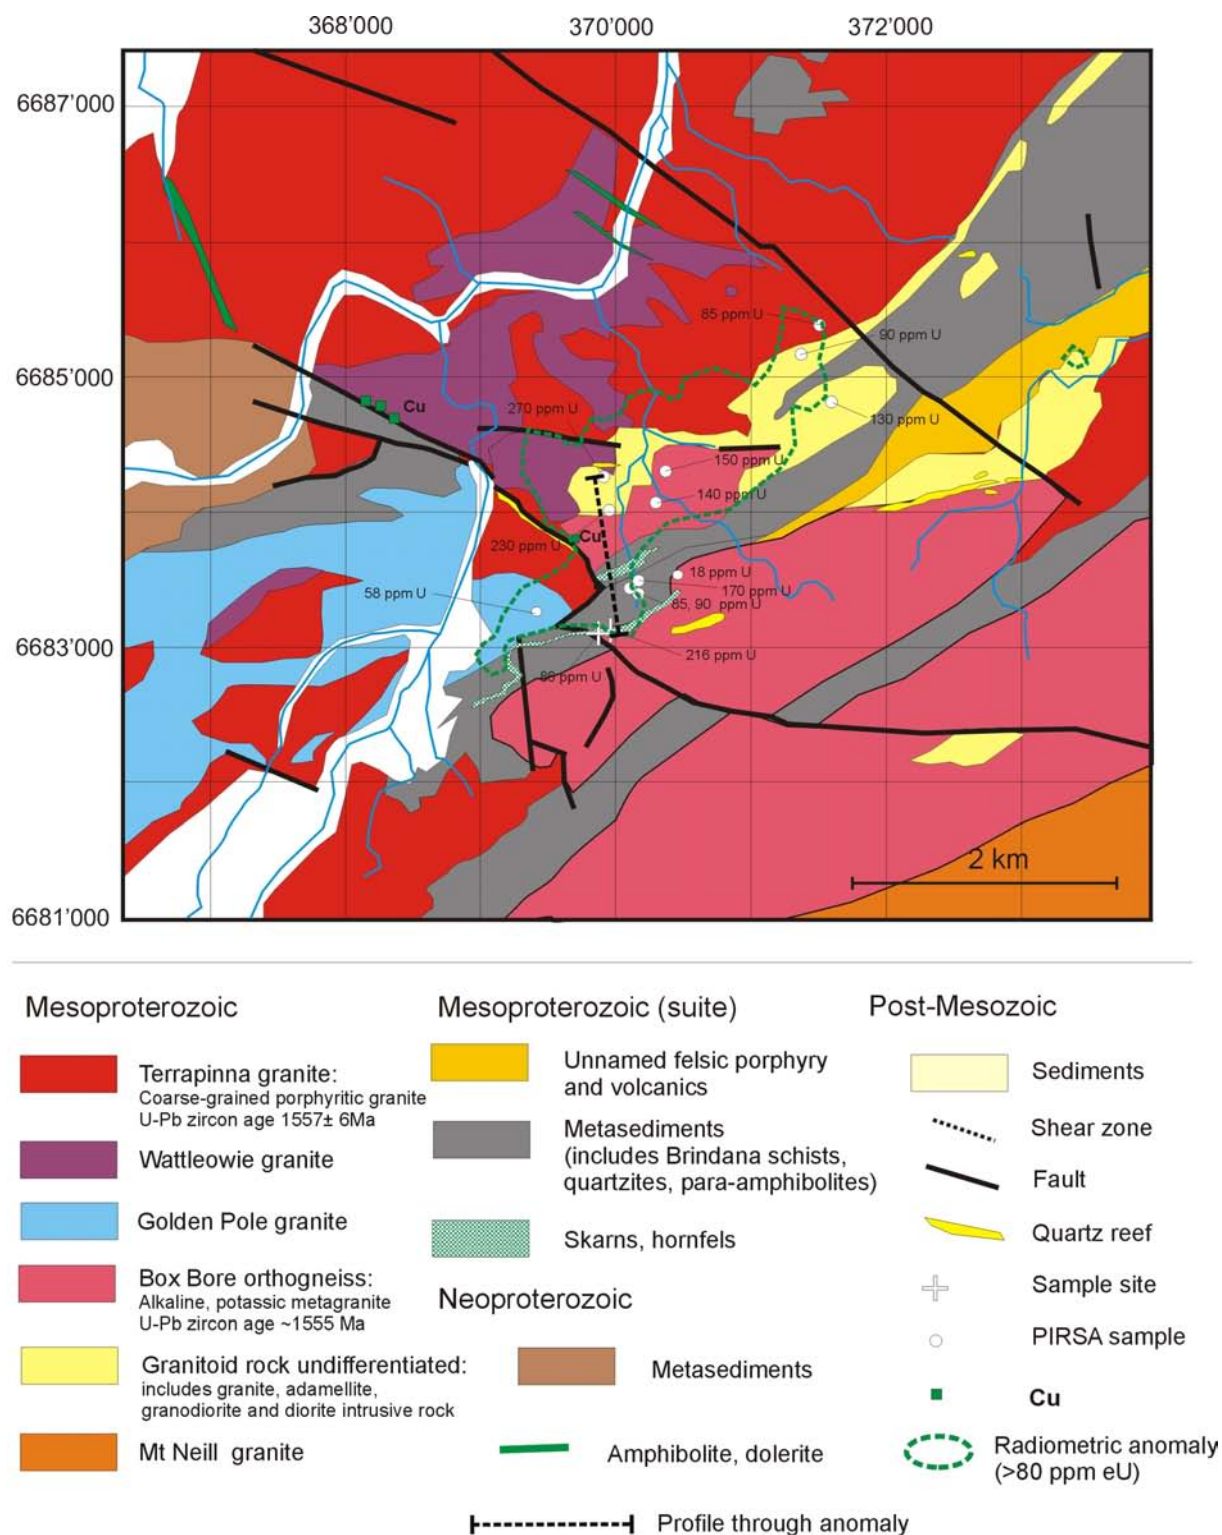 368'000 370'000 372'000
6687'000
85 ppm U
90 ppm U
6685'000
Cu
270 ppm U
130 ppm U
150 ppm U
140 ppm U
230 ppm U
Cu
18 ppm U
58 ppm U
170 ppm U
85, 90 ppm U
6683'000
216 ppm U
86 ppm U
2 km
6681'000
Mesoproterozoic
Terrapinna granite:
Coarse-grained porphyritic granite
U-Pb zircon age 1557± 6Ma
Wattleowie granite
Golden Pole granite
Box Bore orthogneiss:
Alkaline, potassic metagranite
U-Pb zircon age ~1555 Ma
Granitoid rock undifferentiated:
includes granite, adamellite,
granodiorite and diorite intrusive rock
Mt Neill granite
Mesoproterozoic (suite)
Unnamed felsic porphyry
and volcanics
Metasediments
(includes Brindana schists,
quartzites, para-amphibolites)
Skarns, hornfels
Neoproterozoic
Metasediments
Amphibolite, dolerite
Profile through anomaly
Post-Mesozoic
Sediments
Shear zone
Fault
Quartz reef
Sample site
PIRSA sample
Cu
Radiometric anomaly
(>80 ppm eU)